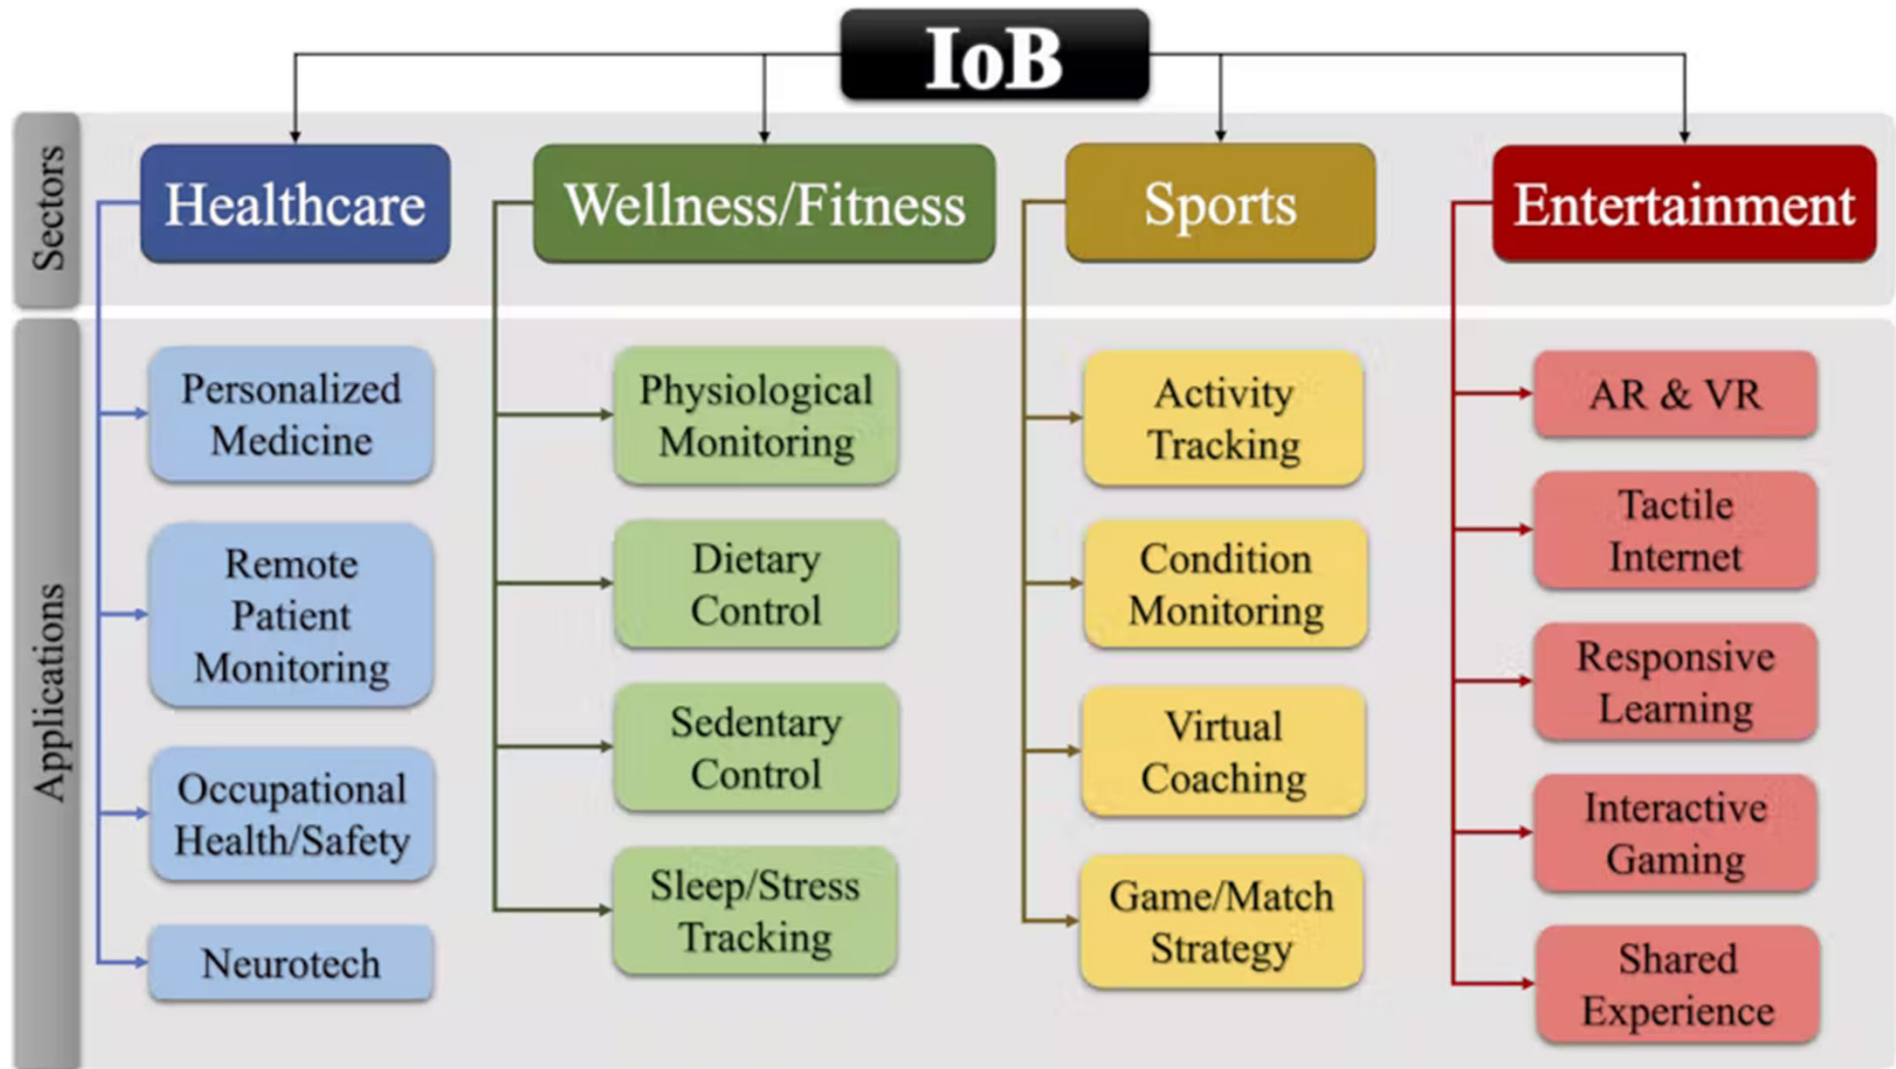 IoB
Sectors
Healthcare
Wellness/Fitness
Sports
Entertainment
Applications
Personalized
Medicine
Remote
Patient
Monitoring
Occupational
Health/Safety
Neurotech
Physiological
Monitoring
Dietary
Control
Sedentary
Control
Sleep/Stress
Tracking
Activity
Tracking
Condition
Monitoring
Virtual
Coaching
Game/Match
Strategy
AR & VR
Tactile
Internet
Responsive
Learning
Interactive
Gaming
Shared
Experience